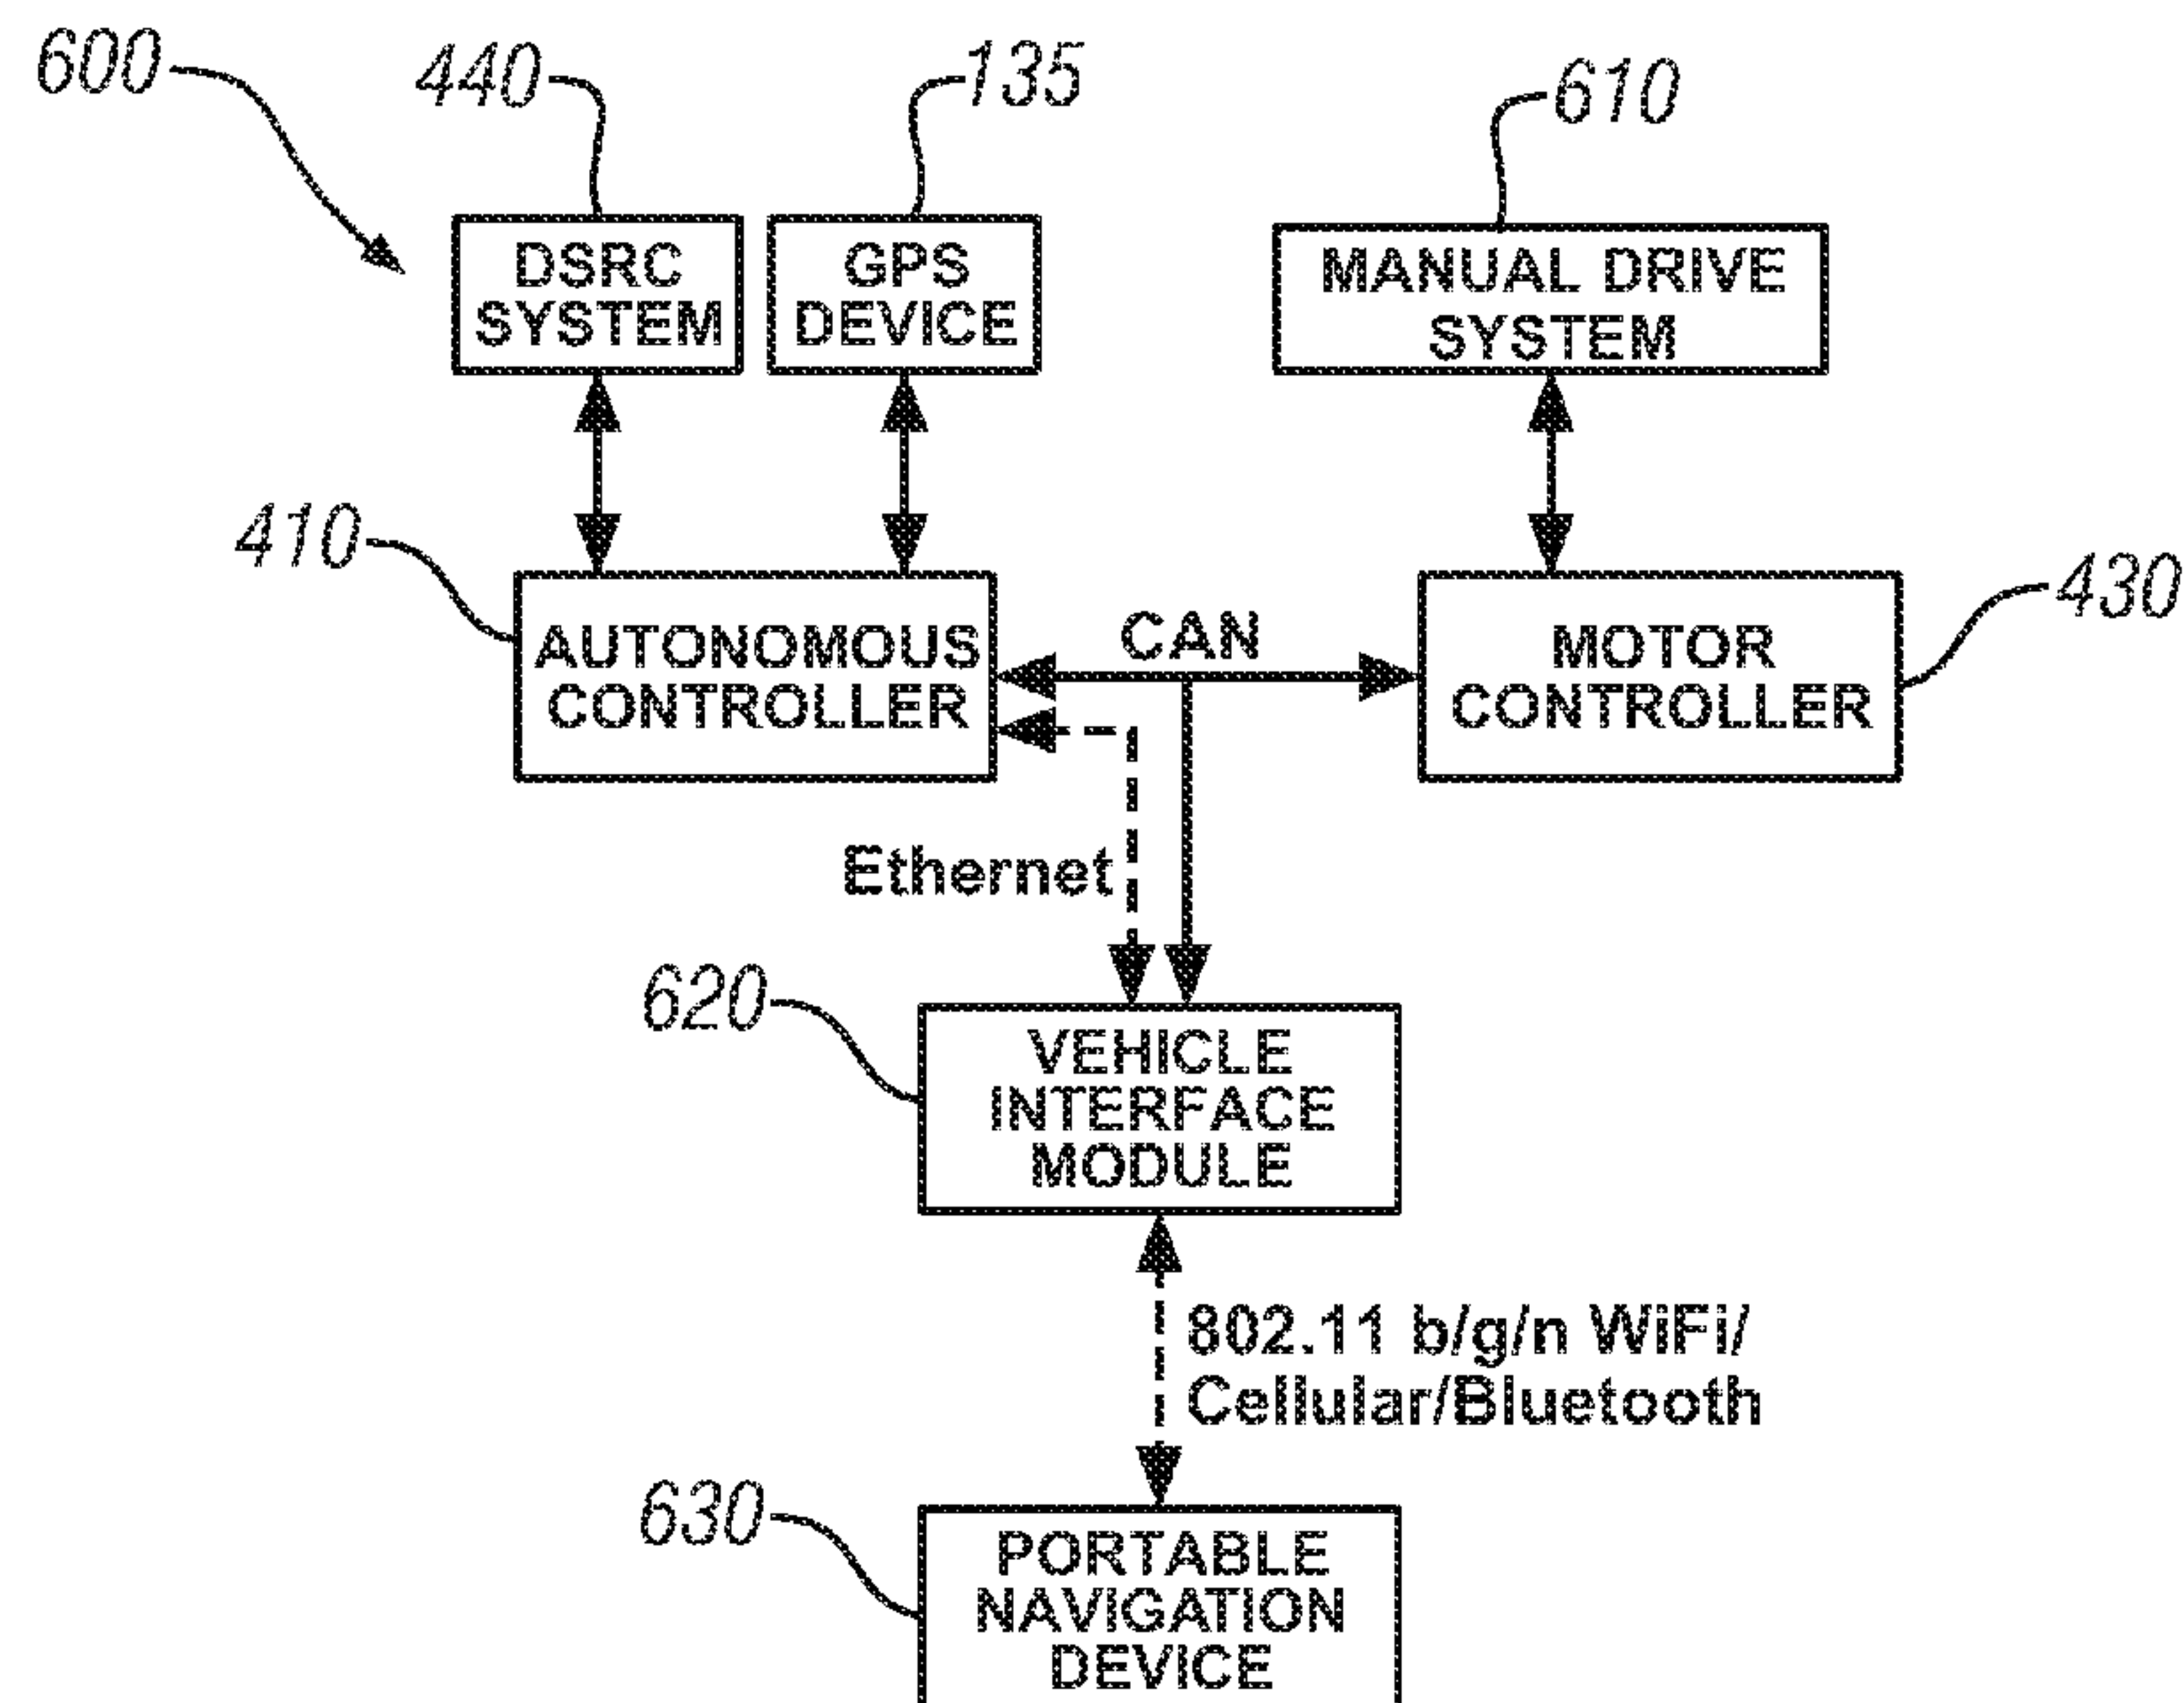 600
440
135
610
DSRC
SYSTEM
GPS
DEVICE
MANUAL DRIVE
SYSTEM
410
AUTONOMOUS
CONTROLLER
CAN
MOTOR
CONTROLLER
430
Ethernet
620
VEHICLE
INTERFACE
MODULE
802.11 b/g/n WiFi/
Cellular/Bluetooth
630
PORTABLE
NAVIGATION
DEVICE